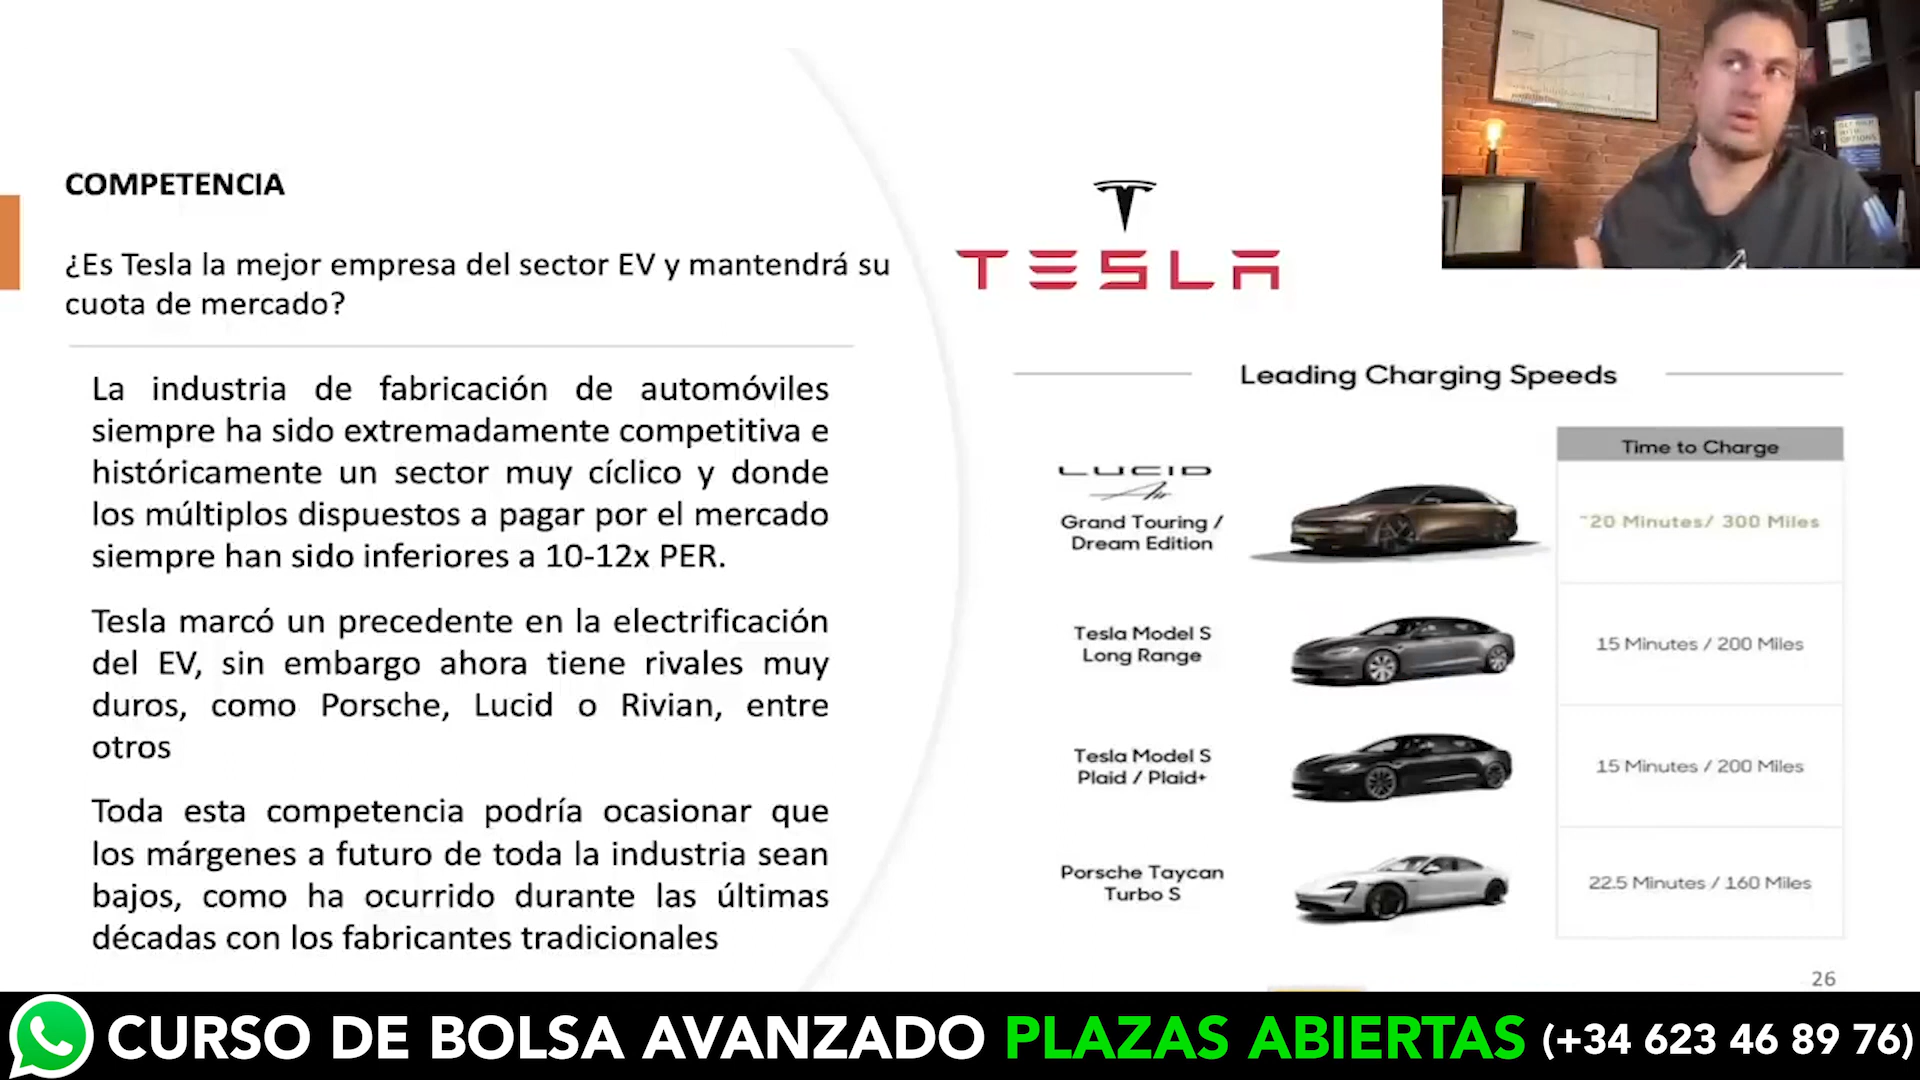 COMPETENCIA
¿Es Tesla la mejor empresa del sector EV y mantendrá su
cuota de mercado?
La industria de fabricación de automóviles
siempre ha sido extremadamente competitiva e
históricamente un sector muy cíclico y donde
los múltiplos dispuestos a pagar por el mercado
siempre han sido inferiores a 10-12x PER.
Tesla marcó un precedente en la electrificación
del EV, sin embargo ahora tiene rivales muy
duros, como Porsche, Lucid o Rivian, entre
otros
Toda esta competencia podría ocasionar que
los márgenes a futuro de toda la industria sean
bajos, como ha ocurrido durante las últimas
décadas con los fabricantes tradicionales
TESLA
Leading Charging Speeds
Time to Charge
LUCID
Air
Grand Touring /
Dream Edition
~20 Minutes/ 300 Miles
Tesla Model S
Long Range
15 Minutes / 200 Miles
Tesla Model S
Plaid / Plaid+
15 Minutes / 200 Miles
Porsche Taycan
Turbo S
22.5 Minutes / 160 Miles
26
CURSO DE BOLSA AVANZADO PLAZAS ABIERTAS (+34 623 46 89 76)